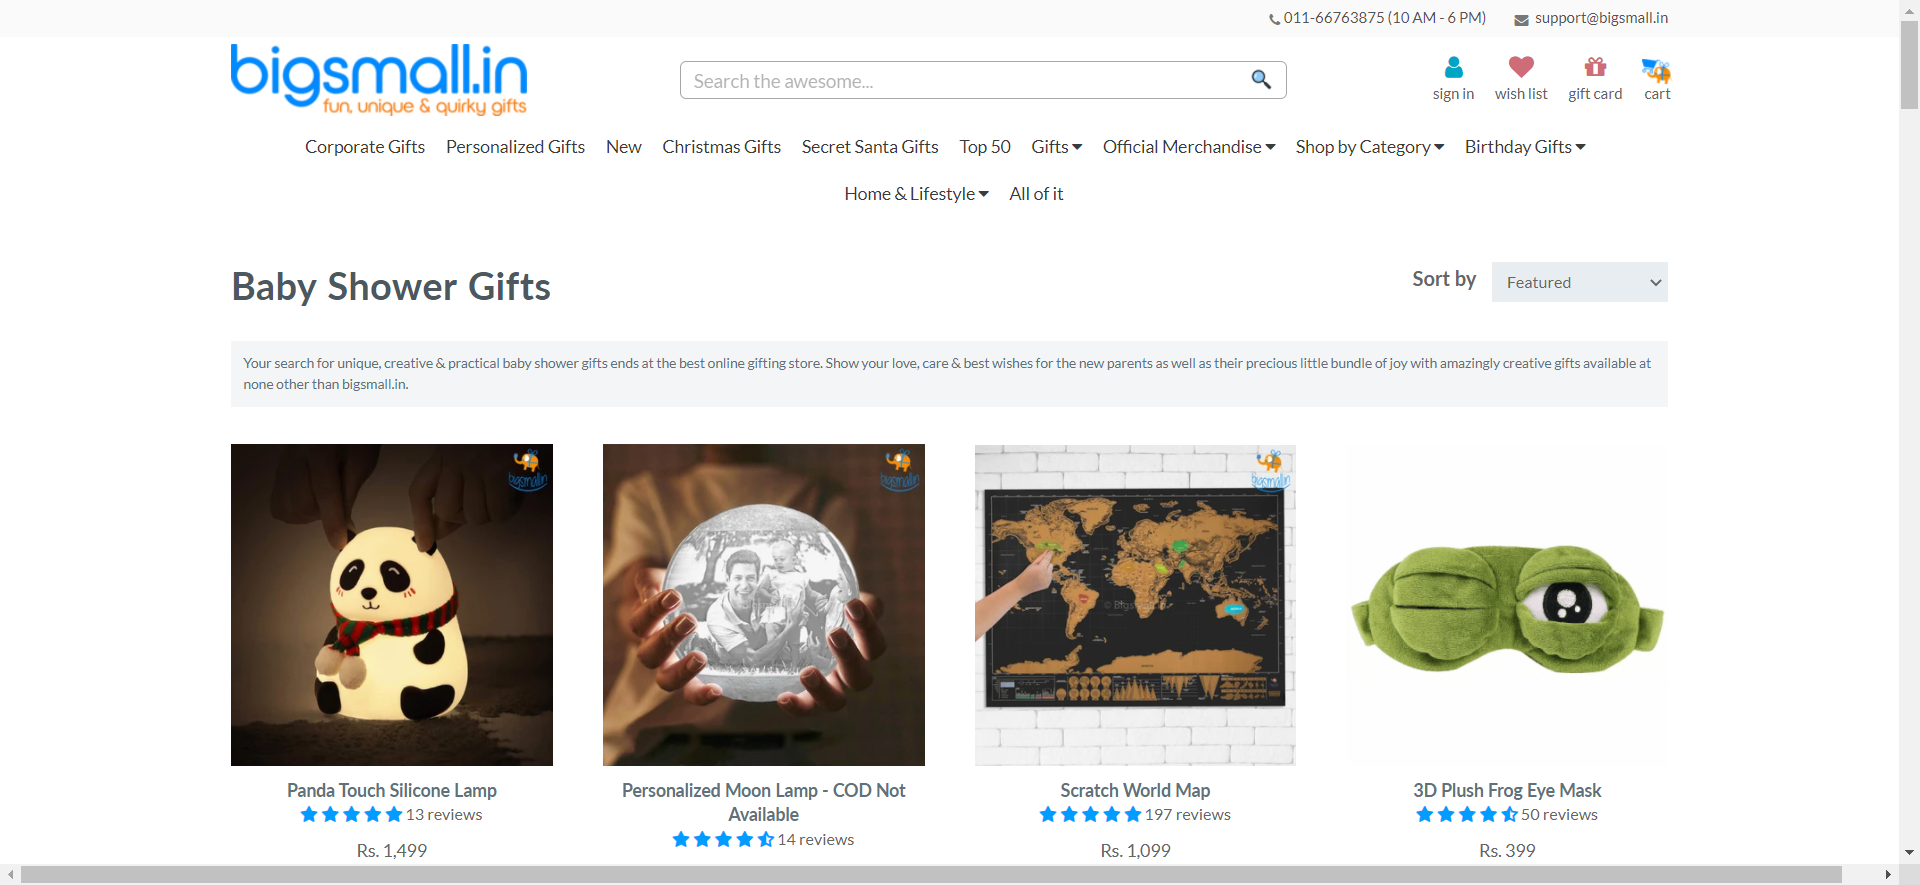 011-66763875 (10 AM - 6 PM) support@bigsmall.in
bigsmall.in
fun, unique & quirky gifts
Search the awesome...
sign in wish list gift card cart
Corporate Gifts Personalized Gifts New Christmas Gifts Secret Santa Gifts Top 50 Gifts Official Merchandise Shop by Category Birthday Gifts
Home & Lifestyle All of it
Baby Shower Gifts
Sort by Featured
Your search for unique, creative & practical baby shower gifts ends at the best online gifting store. Show your love, care & best wishes for the new parents as well as their precious little bundle of joy with amazingly creative gifts available at
none other than bigsmall.in.
bigsmall.in
bigsmall.in
bigsmall.in
Panda Touch Silicone Lamp
13 reviews
Rs. 1,499
Personalized Moon Lamp - COD Not
Available
14 reviews
Scratch World Map
197 reviews
Rs. 1,099
3D Plush Frog Eye Mask
50 reviews
Rs. 399